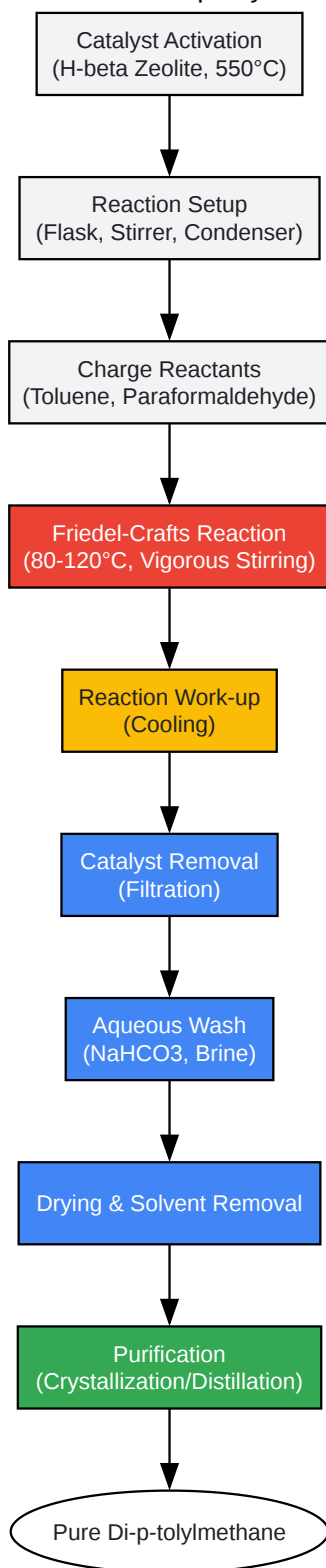 Catalyst Activation
(H-beta Zeolite, 550°C)
Reaction Setup
(Flask, Stirrer, Condenser)
Charge Reactants
(Toluene, Paraformaldehyde)
Friedel-Crafts Reaction
(80-120°C, Vigorous Stirring)
Reaction Work-up
(Cooling)
Catalyst Removal
(Filtration)
Aqueous Wash
(NaHCO3, Brine)
Drying & Solvent Removal
Purification
(Crystallization/Distillation)
Pure Di-p-tolylmethane